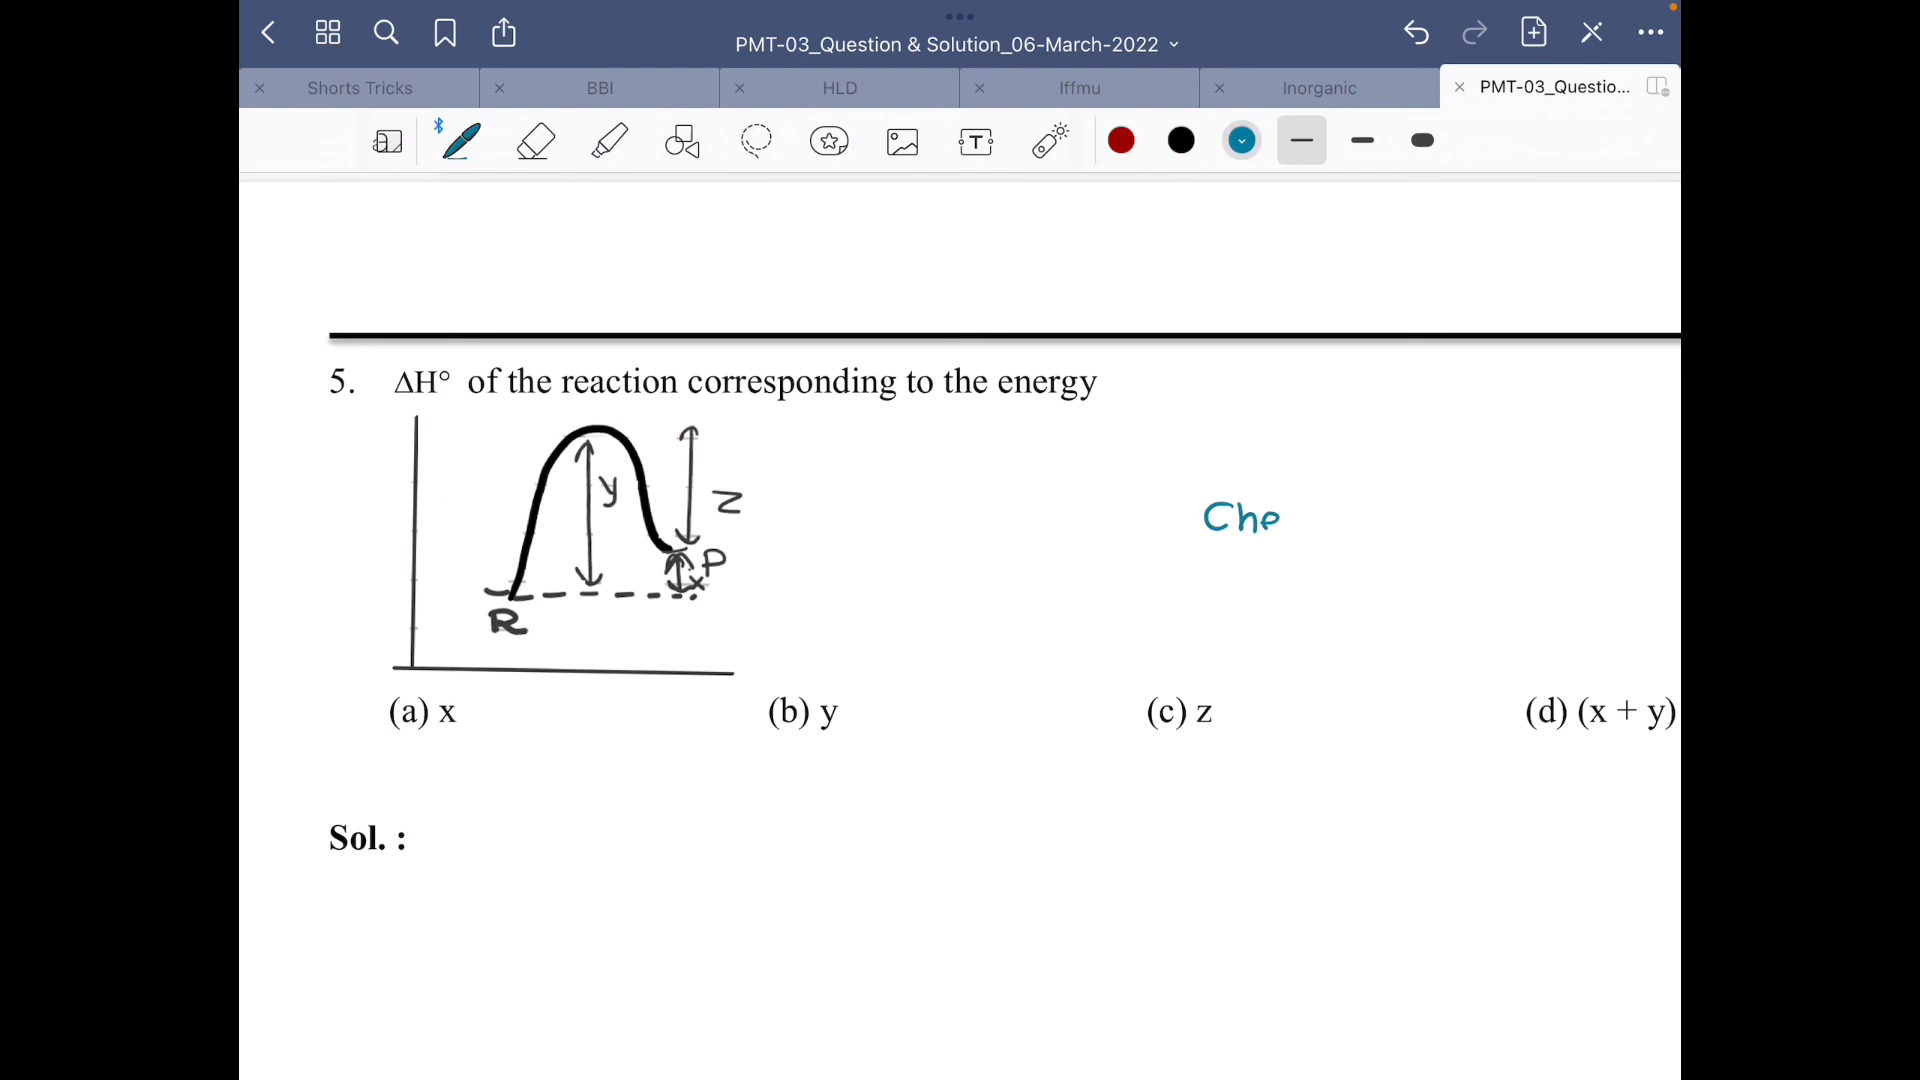 PMT-03_Question & Solution_06-March-2022
Shorts Tricks
BBI
HLD
Iffmu
Inorganic
PMT-03_Questio...
T
5. ΔH° of the reaction corresponding to the energy
y
z
P
x
R
Che
(a) x (b) y (c) z (d) (x + y)
Sol. :